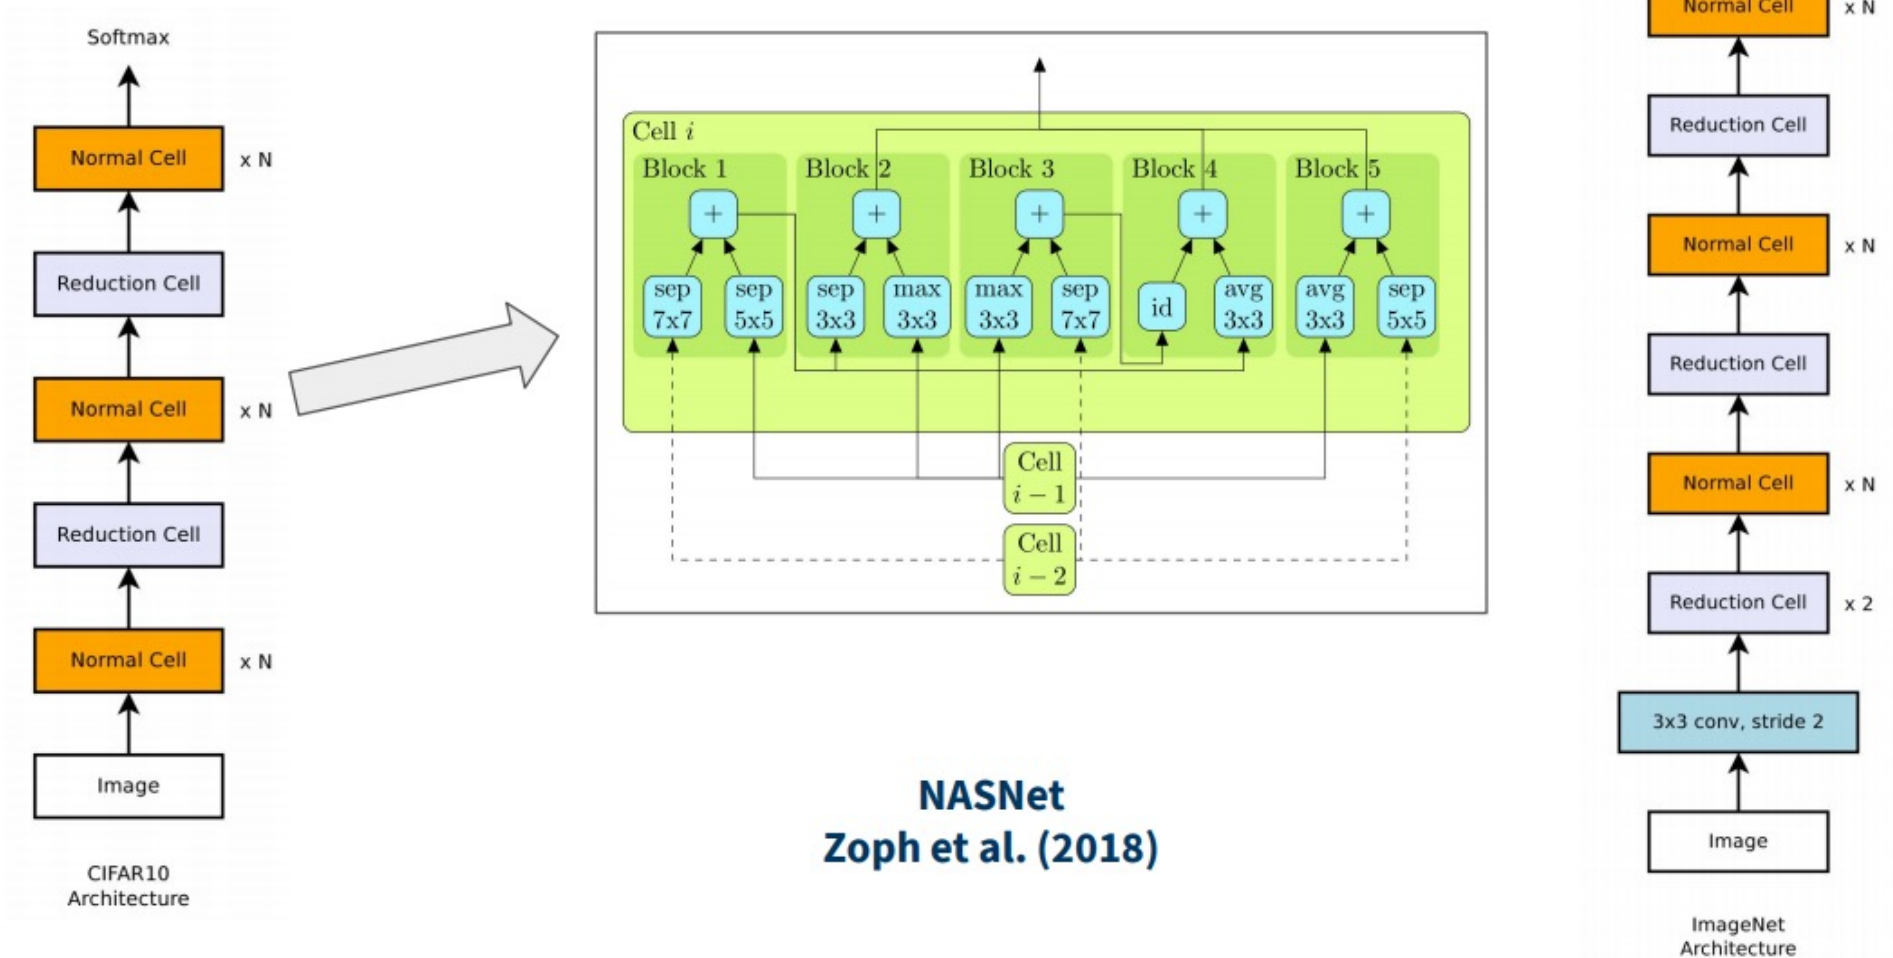 Softmax
Normal Cell
x N
Reduction Cell
Normal Cell
x N
Reduction Cell
Normal Cell
x N
Image
CIFAR10
Architecture
Cell i
Block 1
Block 2
Block 3
Block 4
Block 5
+
+
+
+
+
sep
7x7
sep
5x5
sep
3x3
max
3x3
max
3x3
sep
7x7
id
avg
3x3
avg
3x3
sep
5x5
Cell
i − 1
Cell
i − 2
NASNet
Zoph et al. (2018)
Normal Cell
x N
Reduction Cell
Normal Cell
x N
Reduction Cell
Normal Cell
x N
Reduction Cell
x 2
3x3 conv, stride 2
Image
ImageNet
Architecture